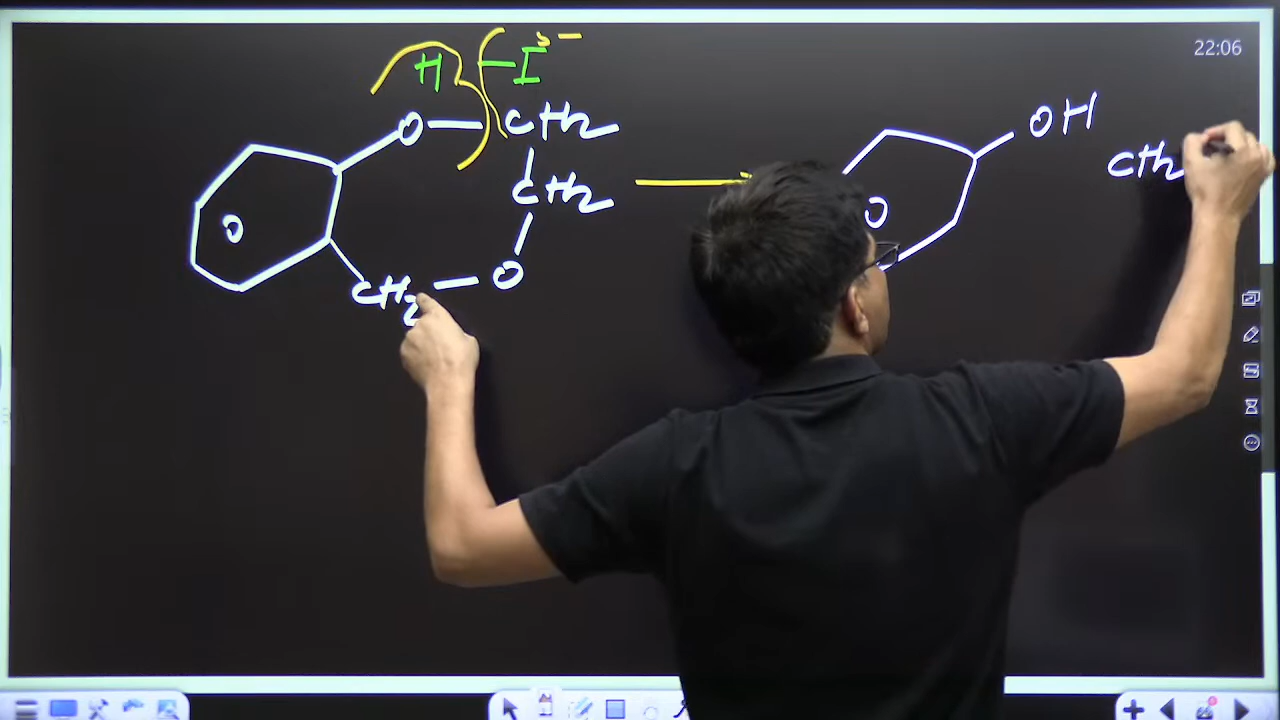 22:06
H - I δ-
O - CH2
OH
CH2
CH2
O
O
CH2 - O